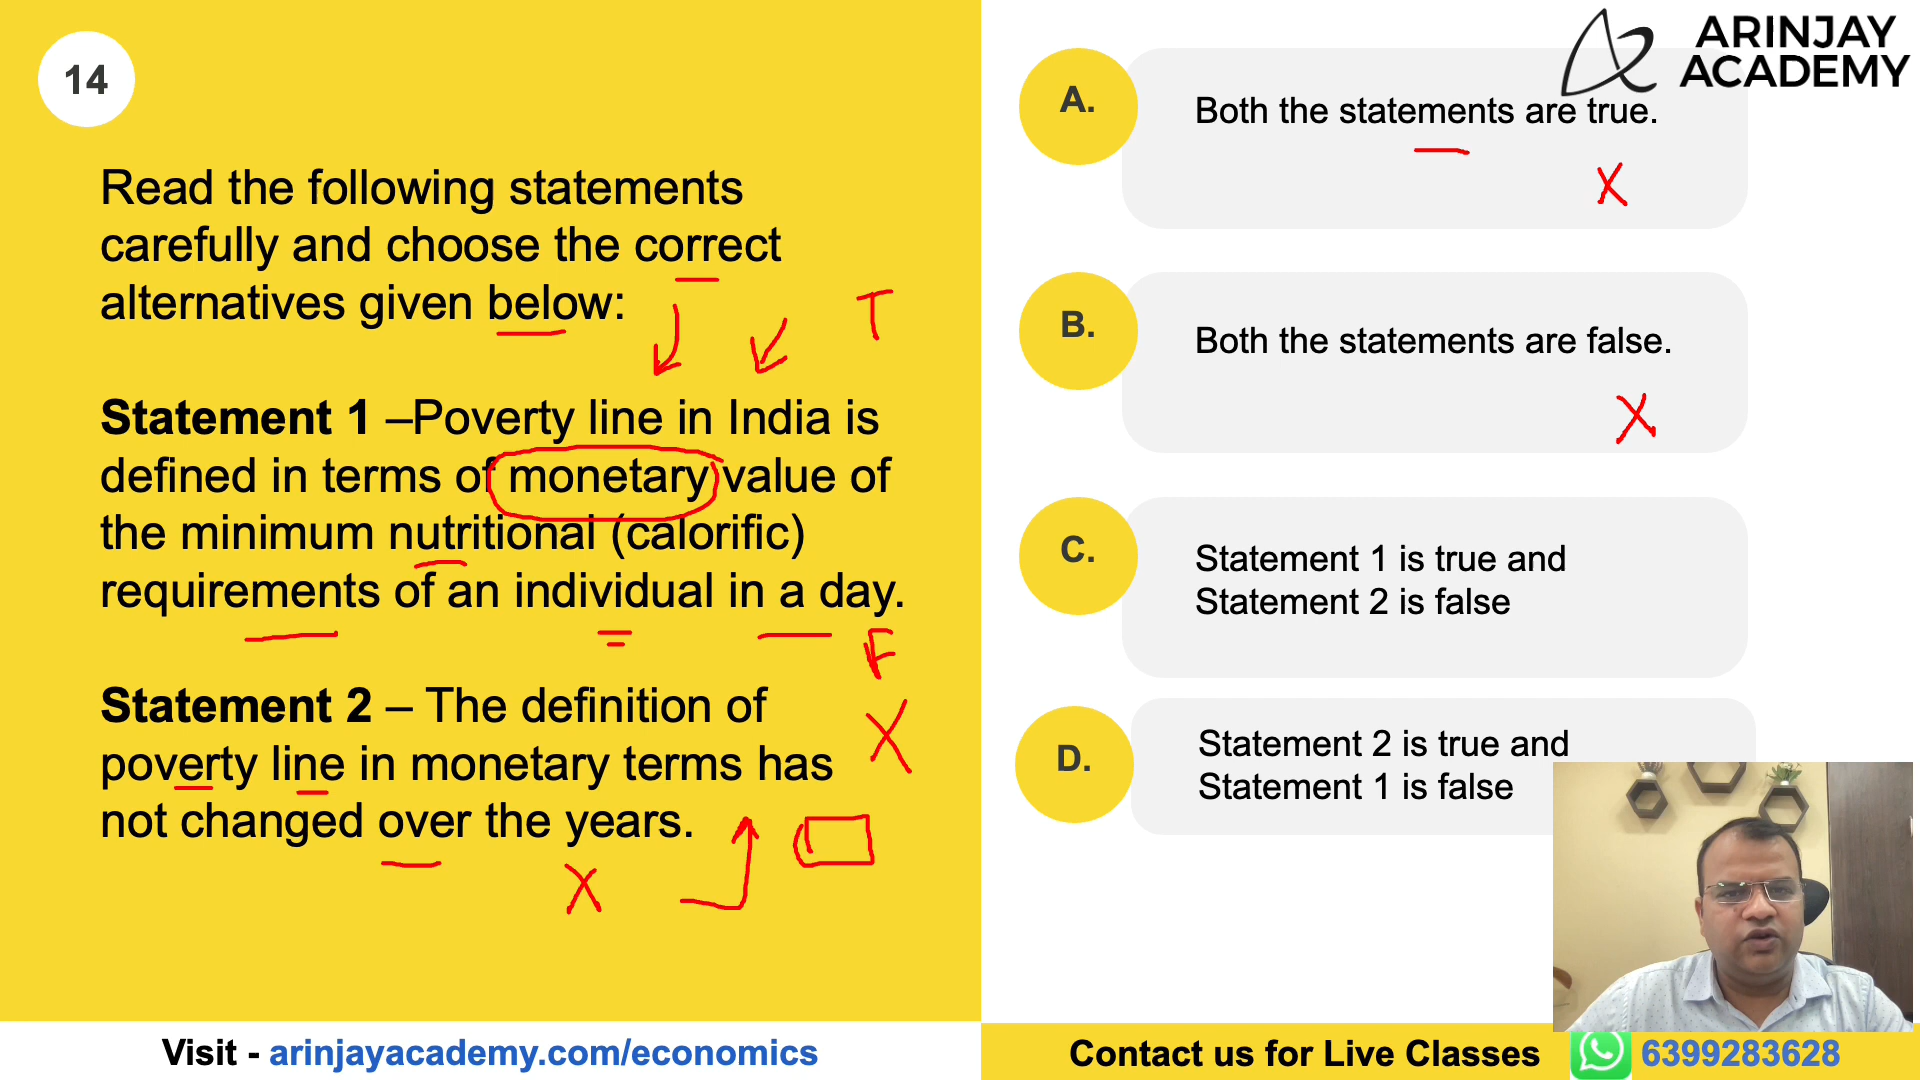 14
Read the following statements
carefully and choose the correct
alternatives given below:
T
Statement 1 –Poverty line in India is
defined in terms of monetary value of
the minimum nutritional (calorific)
requirements of an individual in a day.
F
Statement 2 – The definition of
poverty line in monetary terms has
not changed over the years.
X
X
ARINJAY
ACADEMY
A.
Both the statements are true.
X
B.
Both the statements are false.
X
C.
Statement 1 is true and
Statement 2 is false
D.
Statement 2 is true and
Statement 1 is false
Visit - arinjayacademy.com/economics
Contact us for Live Classes 6399283628